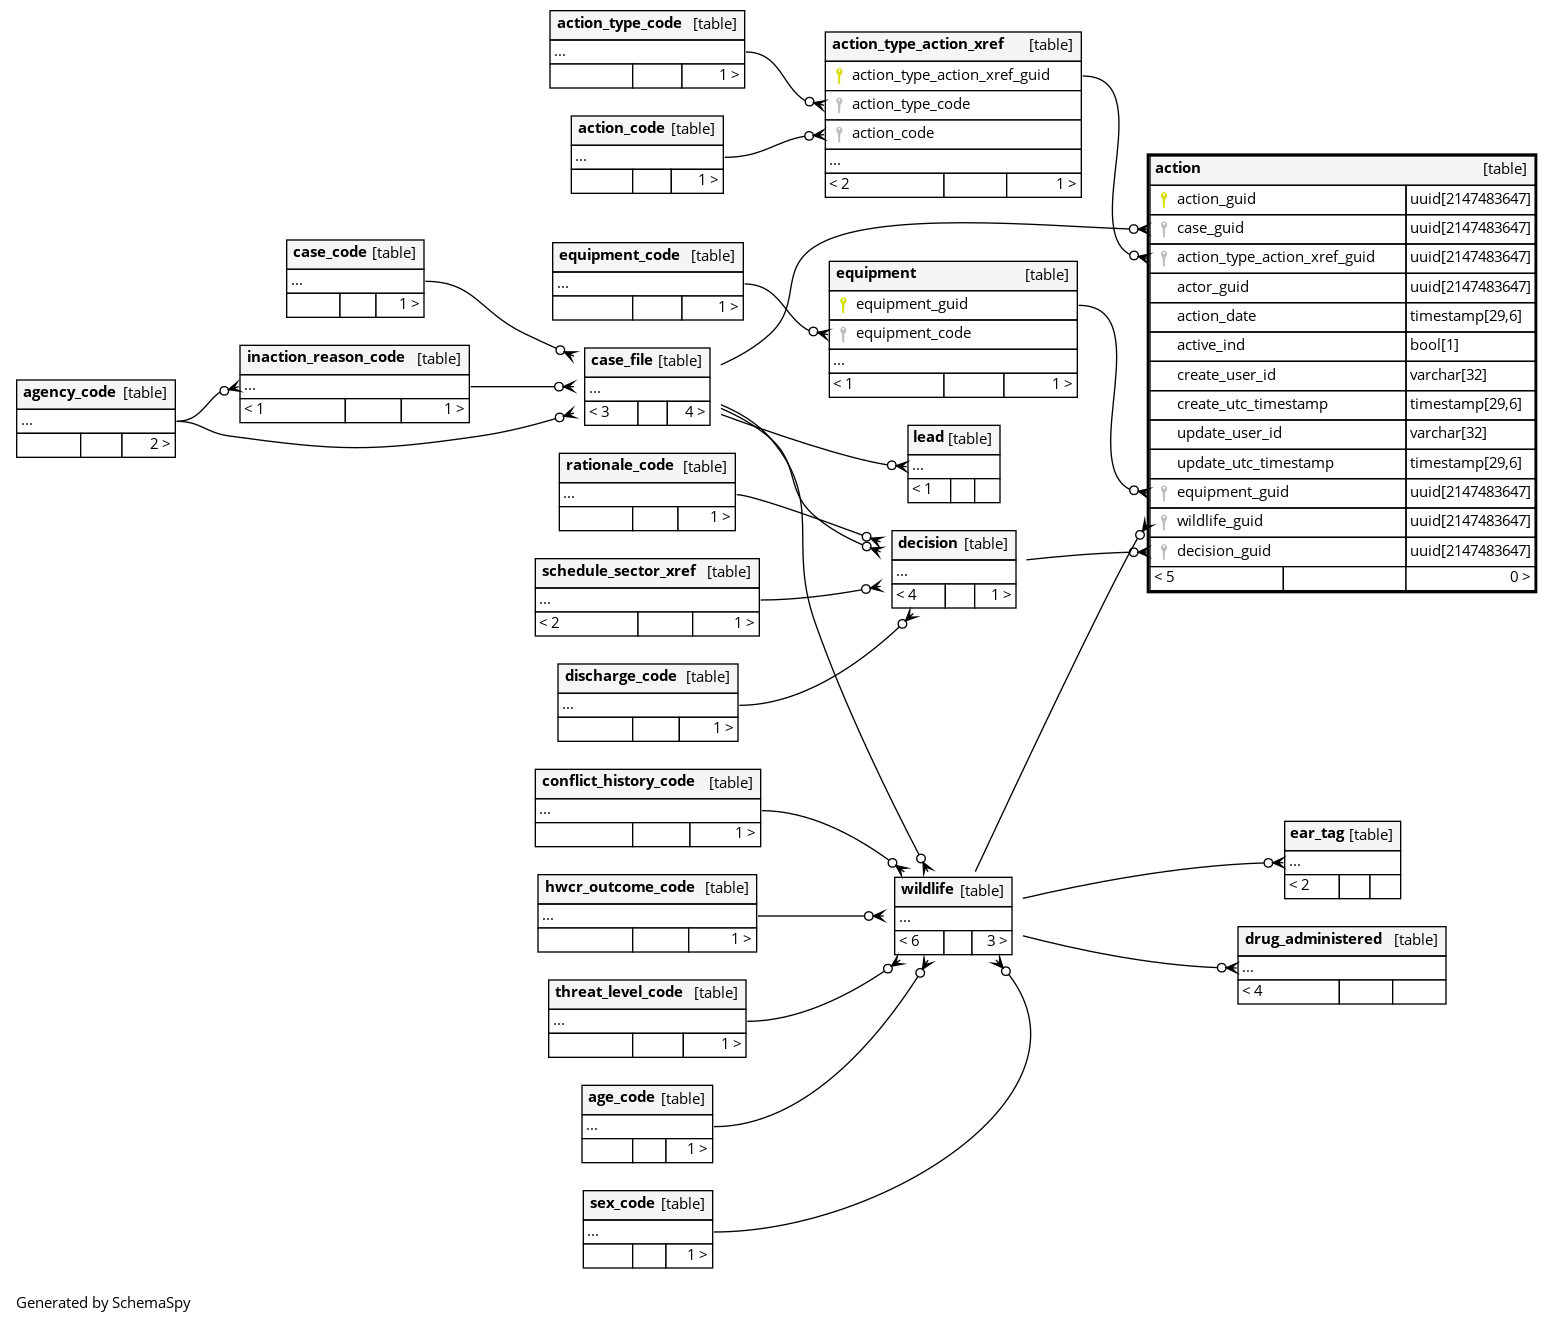 action_type_code [table]
...
1 >
action_type_action_xref [table]
action_type_action_xref_guid
action_type_code
action_code
...
< 2 1 >
action_code [table]
...
1 >
action [table]
action_guid uuid[2147483647]
case_guid uuid[2147483647]
action_type_action_xref_guid uuid[2147483647]
actor_guid uuid[2147483647]
action_date timestamp[29,6]
active_ind bool[1]
create_user_id varchar[32]
create_utc_timestamp timestamp[29,6]
update_user_id varchar[32]
update_utc_timestamp timestamp[29,6]
equipment_guid uuid[2147483647]
wildlife_guid uuid[2147483647]
decision_guid uuid[2147483647]
< 5 0 >
case_code [table]
...
1 >
equipment_code [table]
...
1 >
equipment [table]
equipment_guid
equipment_code
...
< 1 1 >
inaction_reason_code [table]
...
< 1 1 >
case_file [table]
...
< 3 4 >
agency_code [table]
...
2 >
lead [table]
...
< 1
rationale_code [table]
...
1 >
decision [table]
...
< 4 1 >
schedule_sector_xref [table]
...
< 2 1 >
discharge_code [table]
...
1 >
conflict_history_code [table]
...
1 >
ear_tag [table]
...
< 2
hwcr_outcome_code [table]
...
1 >
wildlife [table]
...
< 6 3 >
drug_administered [table]
...
< 4
threat_level_code [table]
...
1 >
age_code [table]
...
1 >
sex_code [table]
...
1 >
Generated by SchemaSpy